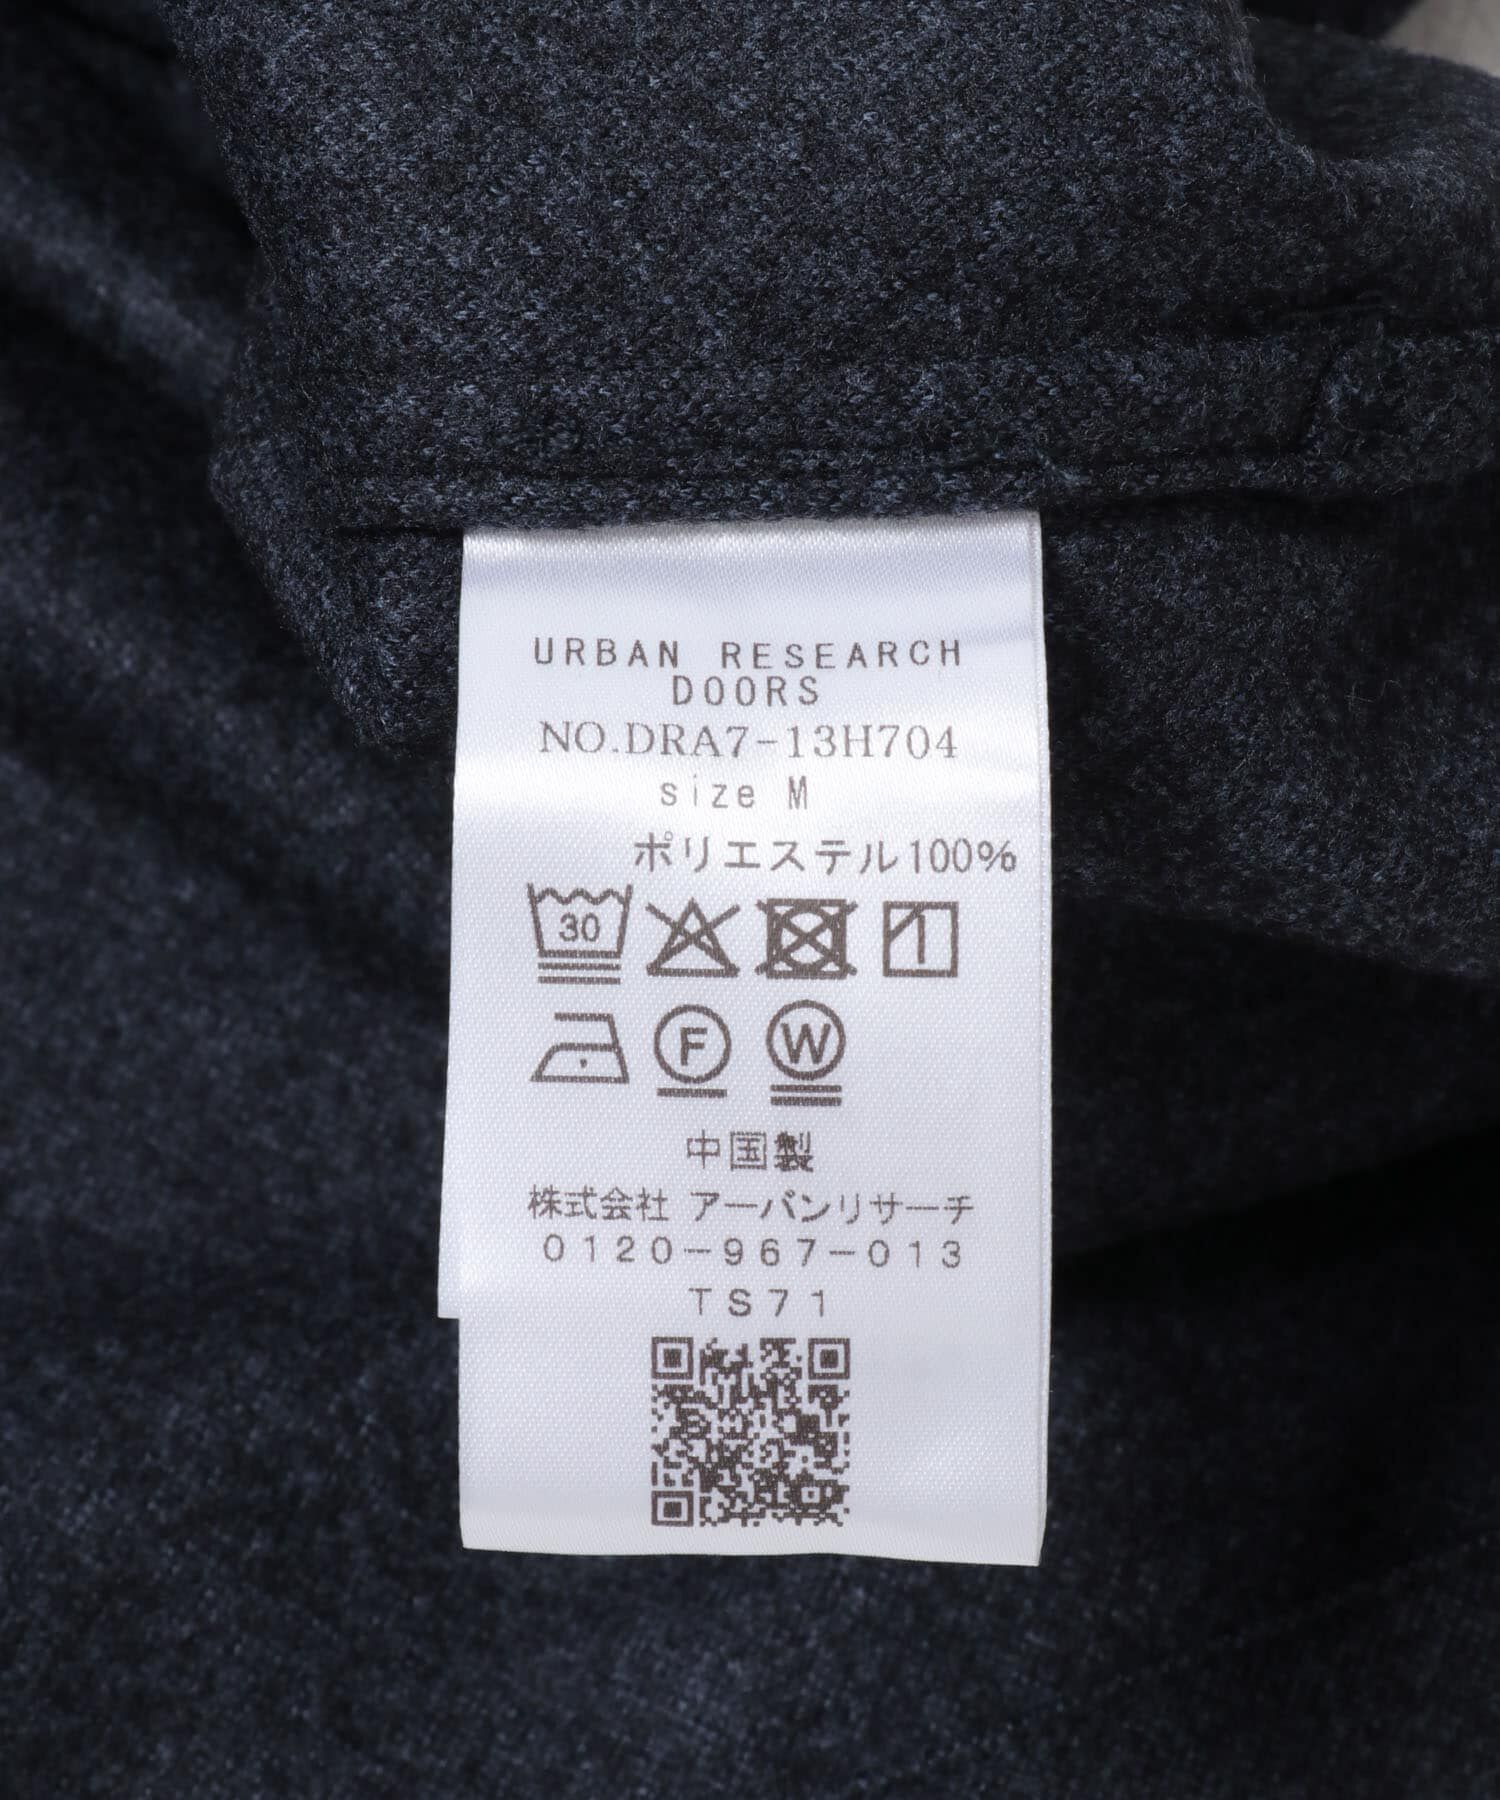 URBAN RESEARCH
DOORS
NO.DRA7-13H704
size M
ポリエステル100%
30
F W
中国製
株式会社 アーバンリサーチ
0120-967-013
TS71